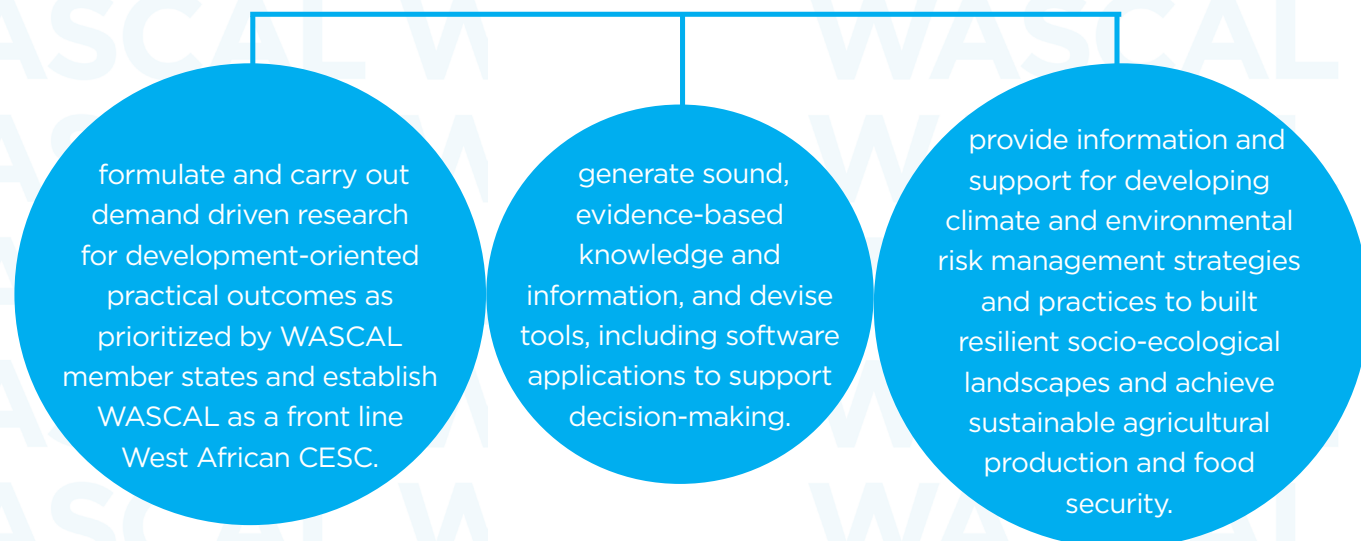 formulate and carry out
demand driven research
for development-oriented
practical outcomes as
prioritized by WASCAL
member states and establish
WASCAL as a front line
West African CESC.
generate sound,
evidence-based
knowledge and
information, and devise
tools, including software
applications to support
decision-making.
provide information and
support for developing
climate and environmental
risk management strategies
and practices to built
resilient socio-ecological
landscapes and achieve
sustainable agricultural
production and food
security.